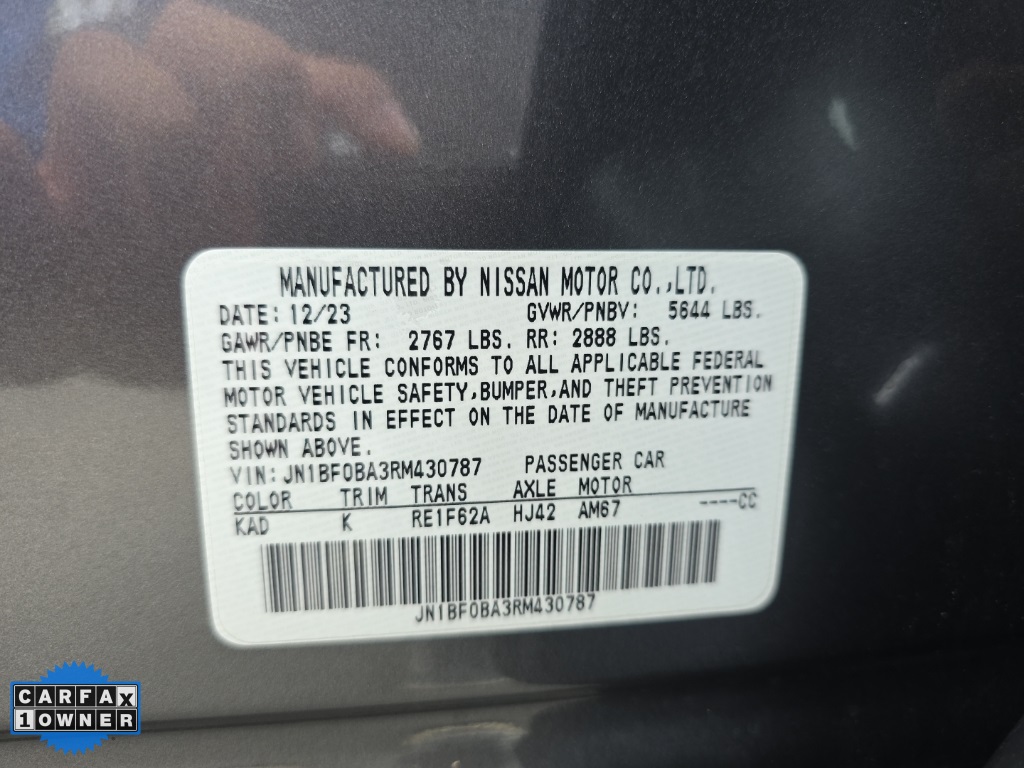 MANUFACTURED BY NISSAN MOTOR CO.,LTD.
DATE: 12/23 GVWR/PNBV: 5644 LBS.
GAWR/PNBE FR: 2767 LBS. RR: 2888 LBS.
THIS VEHICLE CONFORMS TO ALL APPLICABLE FEDERAL
MOTOR VEHICLE SAFETY,BUMPER,AND THEFT PREVENTION
STANDARDS IN EFFECT ON THE DATE OF MANUFACTURE
SHOWN ABOVE.
VIN: JN1BF0BA3RM430787 PASSENGER CAR
COLOR TRIM TRANS AXLE MOTOR
KAD K RE1F62A HJ42 AM67 ----CC
JN1BF0BA3RM430787
CARFAX
1 OWNER